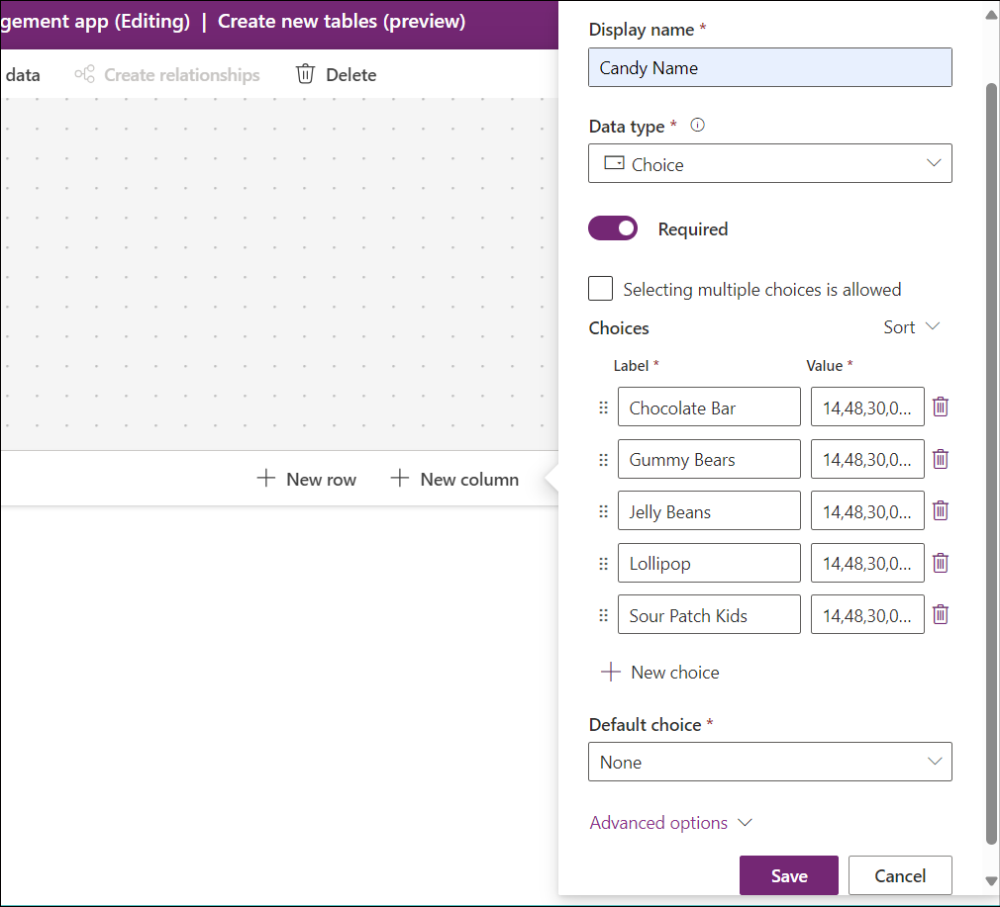 gement app (Editing) | Create new tables (preview)
data Create relationships Delete
New row New column
Display name *
Candy Name
Data type *
Choice
Required
Selecting multiple choices is allowed
Choices Sort
Label * Value *
Chocolate Bar 14,48,30,0...
Gummy Bears 14,48,30,0...
Jelly Beans 14,48,30,0...
Lollipop 14,48,30,0...
Sour Patch Kids 14,48,30,0...
New choice
Default choice *
None
Advanced options
Save Cancel